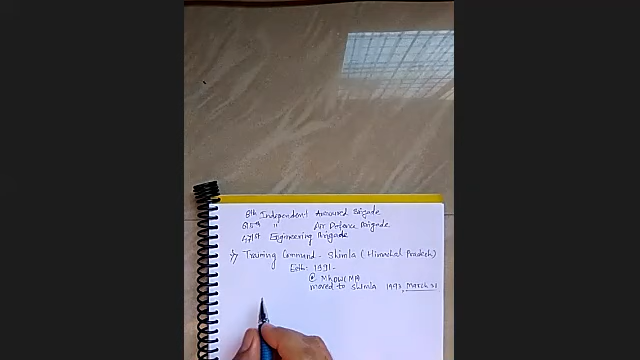 8th Independent Armoured Brigade
615th " Air Defence Brigade
471st Engineering Brigade
7) Training Command - Shimla (Himachal Pradesh)
Estb: 1991 -
@ MhOW (MP)
moved to Shimla 1993, MARCH 31